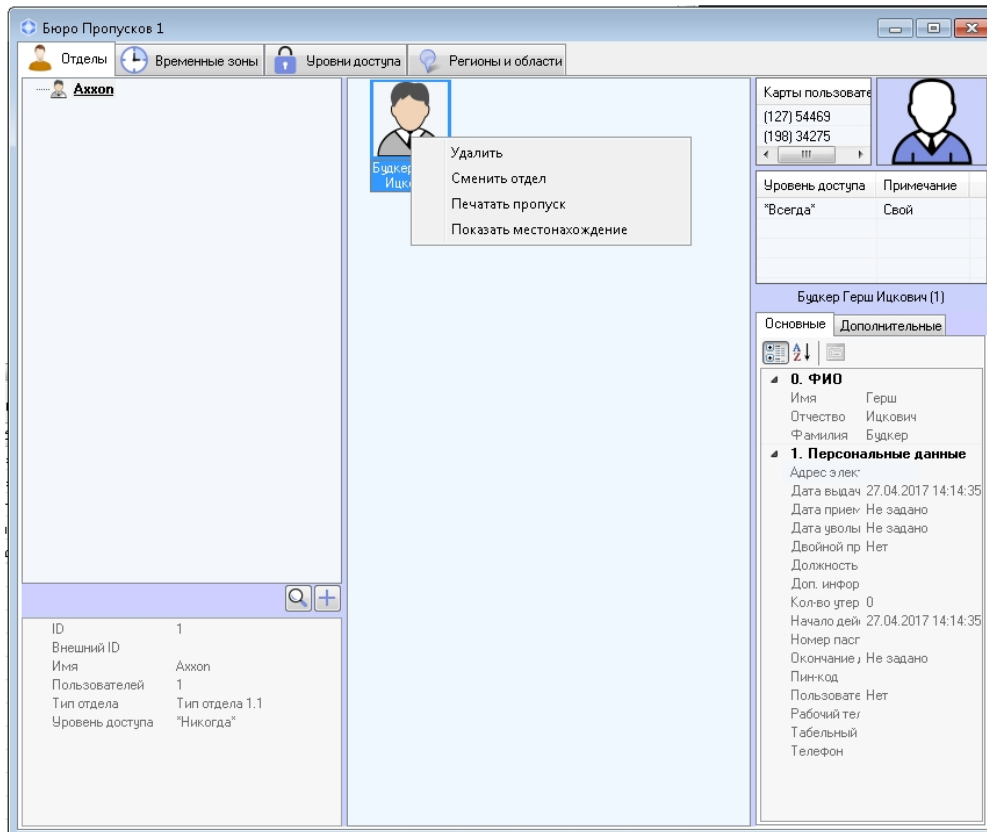 Бюро Пропусков 1
Отделы Временные зоны Уровни доступа Регионы и области
Axxon
Удалить
Сменить отдел
Печатать пропуск
Показать местонахождение
Карты пользовате
(127) 54469
(198) 34275
Уровень доступа Примечание
"Всегда" Свой
Будкер Герш Ицкович (1)
Основные Дополнительные
0. ФИО
Имя Герш
Отчество Ицкович
Фамилия Будкер
1. Персональные данные
Адрес элек
Дата выдач 27.04.2017 14:14:35
Дата прием Не задано
Дата уволы Не задано
Двойной пр Нет
Должность
Доп. инфор
Кол-во утер 0
Начало дей 27.04.2017 14:14:35
Номер пасп
Окончание Не задано
Пин-код
Пользовате Нет
Рабочий те
Табельный
Телефон
ID 1
Внешний ID
Имя Axxon
Пользователей 1
Тип отдела Тип отдела 1.1
Уровень доступа "Никогда"